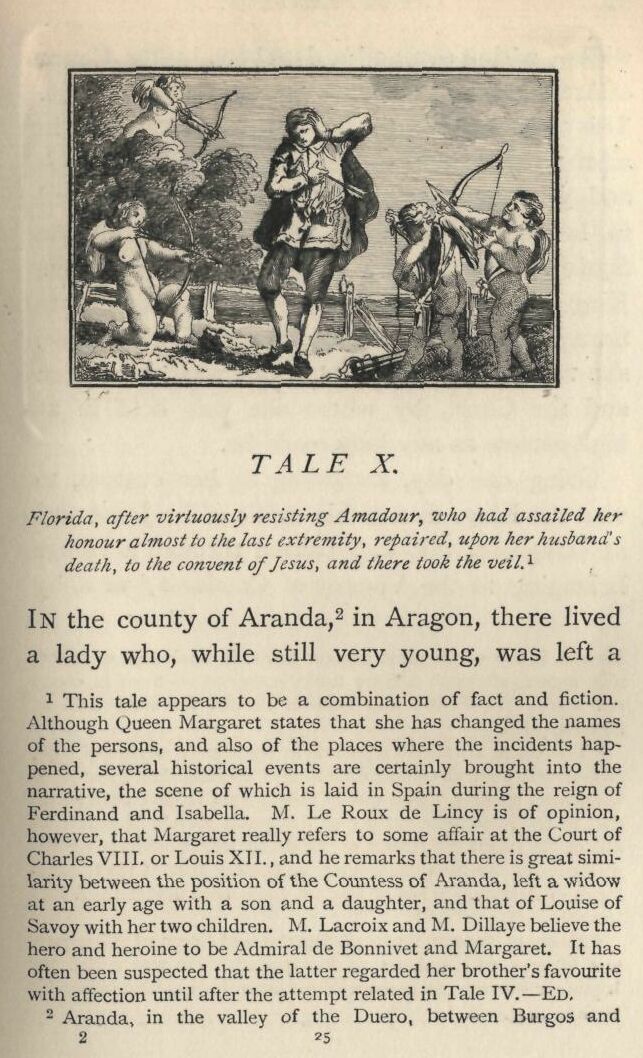 TALE X.
Florida, after virtuously resisting Amadour, who had assailed her
honour almost to the last extremity, repaired, upon her husband's
death, to the convent of Jesus, and there took the veil.¹
IN the county of Aranda,² in Aragon, there lived
a lady who, while still very young, was left a
¹ This tale appears to be a combination of fact and fiction.
Although Queen Margaret states that she has changed the names
of the persons, and also of the places where the incidents hap-
pened, several historical events are certainly brought into the
narrative, the scene of which is laid in Spain during the reign of
Ferdinand and Isabella. M. Le Roux de Lincy is of opinion,
however, that Margaret really refers to some affair at the Court of
Charles VIII. or Louis XII., and he remarks that there is great simi-
larity between the position of the Countess of Aranda, left a widow
at an early age with a son and a daughter, and that of Louise of
Savoy with her two children. M. Lacroix and M. Dillaye believe the
hero and heroine to be Admiral de Bonnivet and Margaret. It has
often been suspected that the latter regarded her brother's favourite
with affection until after the attempt related in Tale IV.—ED.
² Aranda, in the valley of the Duero, between Burgos and
2 25